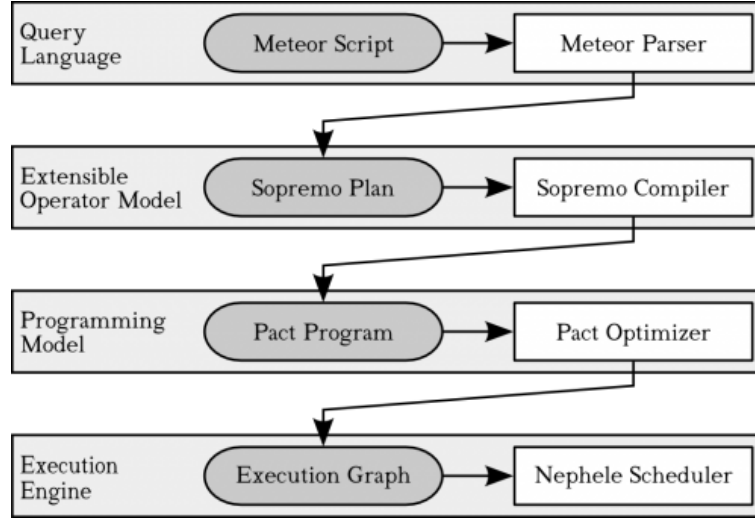 Query
Language
Meteor Script
Meteor Parser
Extensible
Operator Model
Sopremo Plan
Sopremo Compiler
Programming
Model
Pact Program
Pact Optimizer
Execution
Engine
Execution Graph
Nephele Scheduler